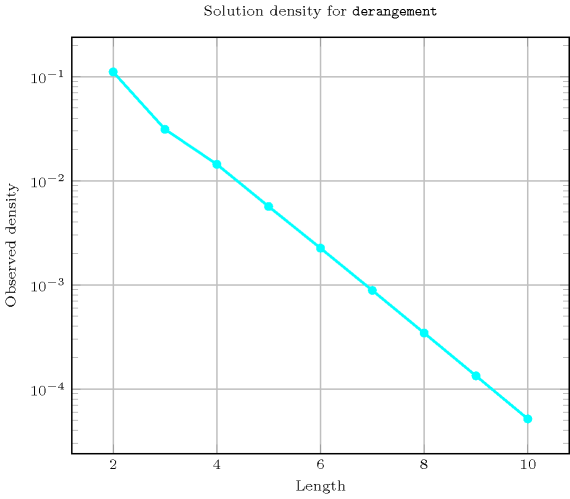 Solution density for derangement
Observed density
10⁻¹
10⁻²
10⁻³
10⁻⁴
2 4 6 8 10
Length